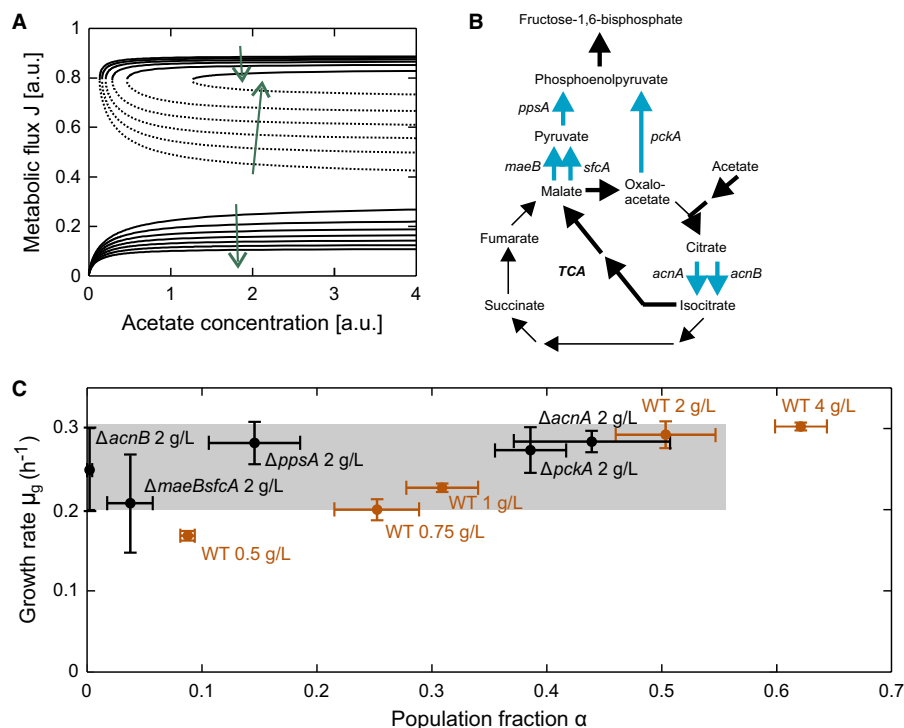 A
Metabolic flux J [a.u.]
1
0.8
0.6
0.4
0.2
0
0
1
2
3
4
Acetate concentration [a.u.]
B
Fructose-1,6-bisphosphate
Phosphoenolpyruvate
ppsA
Pyruvate
pckA
maeB
sfcA
Acetate
Malate
Oxalo-
acetate
Fumarate
Citrate
TCA
acnA
acnB
Succinate
Isocitrate
C
Growth rate μg (h⁻¹)
0.3
0.2
0.1
0
ΔacnB 2 g/L
ΔmaeBsfcA 2 g/L
ΔppsA 2 g/L
ΔacnA 2 g/L
ΔpckA 2 g/L
WT 2 g/L
WT 4 g/L
WT 1 g/L
WT 0.75 g/L
WT 0.5 g/L
0
0.1
0.2
0.3
0.4
0.5
0.6
0.7
Population fraction α